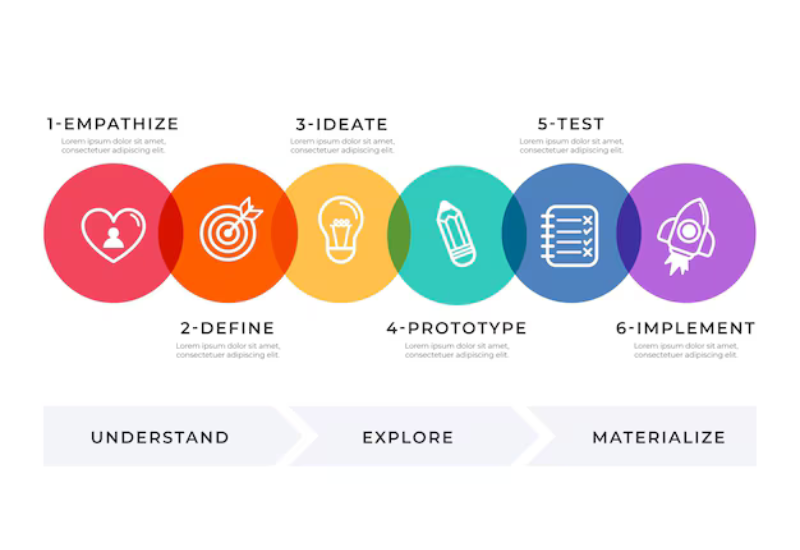 1-EMPATHIZE
Lorem ipsum dolor sit amet,
consectetuer adipiscing elit.
3-IDEATE
Lorem ipsum dolor sit amet,
consectetuer adipiscing elit.
5-TEST
Lorem ipsum dolor sit amet,
consectetuer adipiscing elit.
2-DEFINE
Lorem ipsum dolor sit amet,
consectetuer adipiscing elit.
4-PROTOTYPE
Lorem ipsum dolor sit amet,
consectetuer adipiscing elit.
6-IMPLEMENT
Lorem ipsum dolor sit amet,
consectetuer adipiscing elit.
UNDERSTAND
EXPLORE
MATERIALIZE